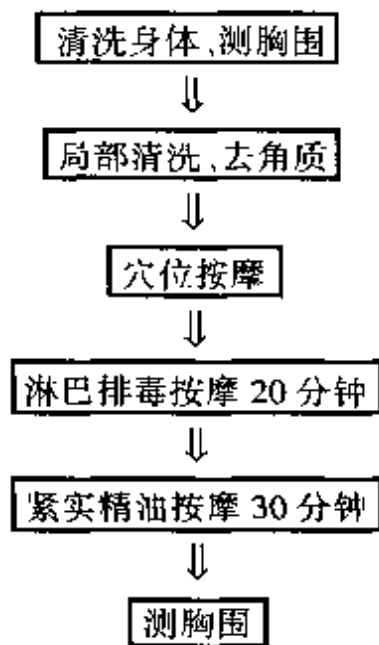 清洗身体、测胸围
⇓
局部清洗、去角质
⇓
穴位按摩
⇓
淋巴排毒按摩 20 分钟
⇓
紧实精油按摩 30 分钟
⇓
测胸围